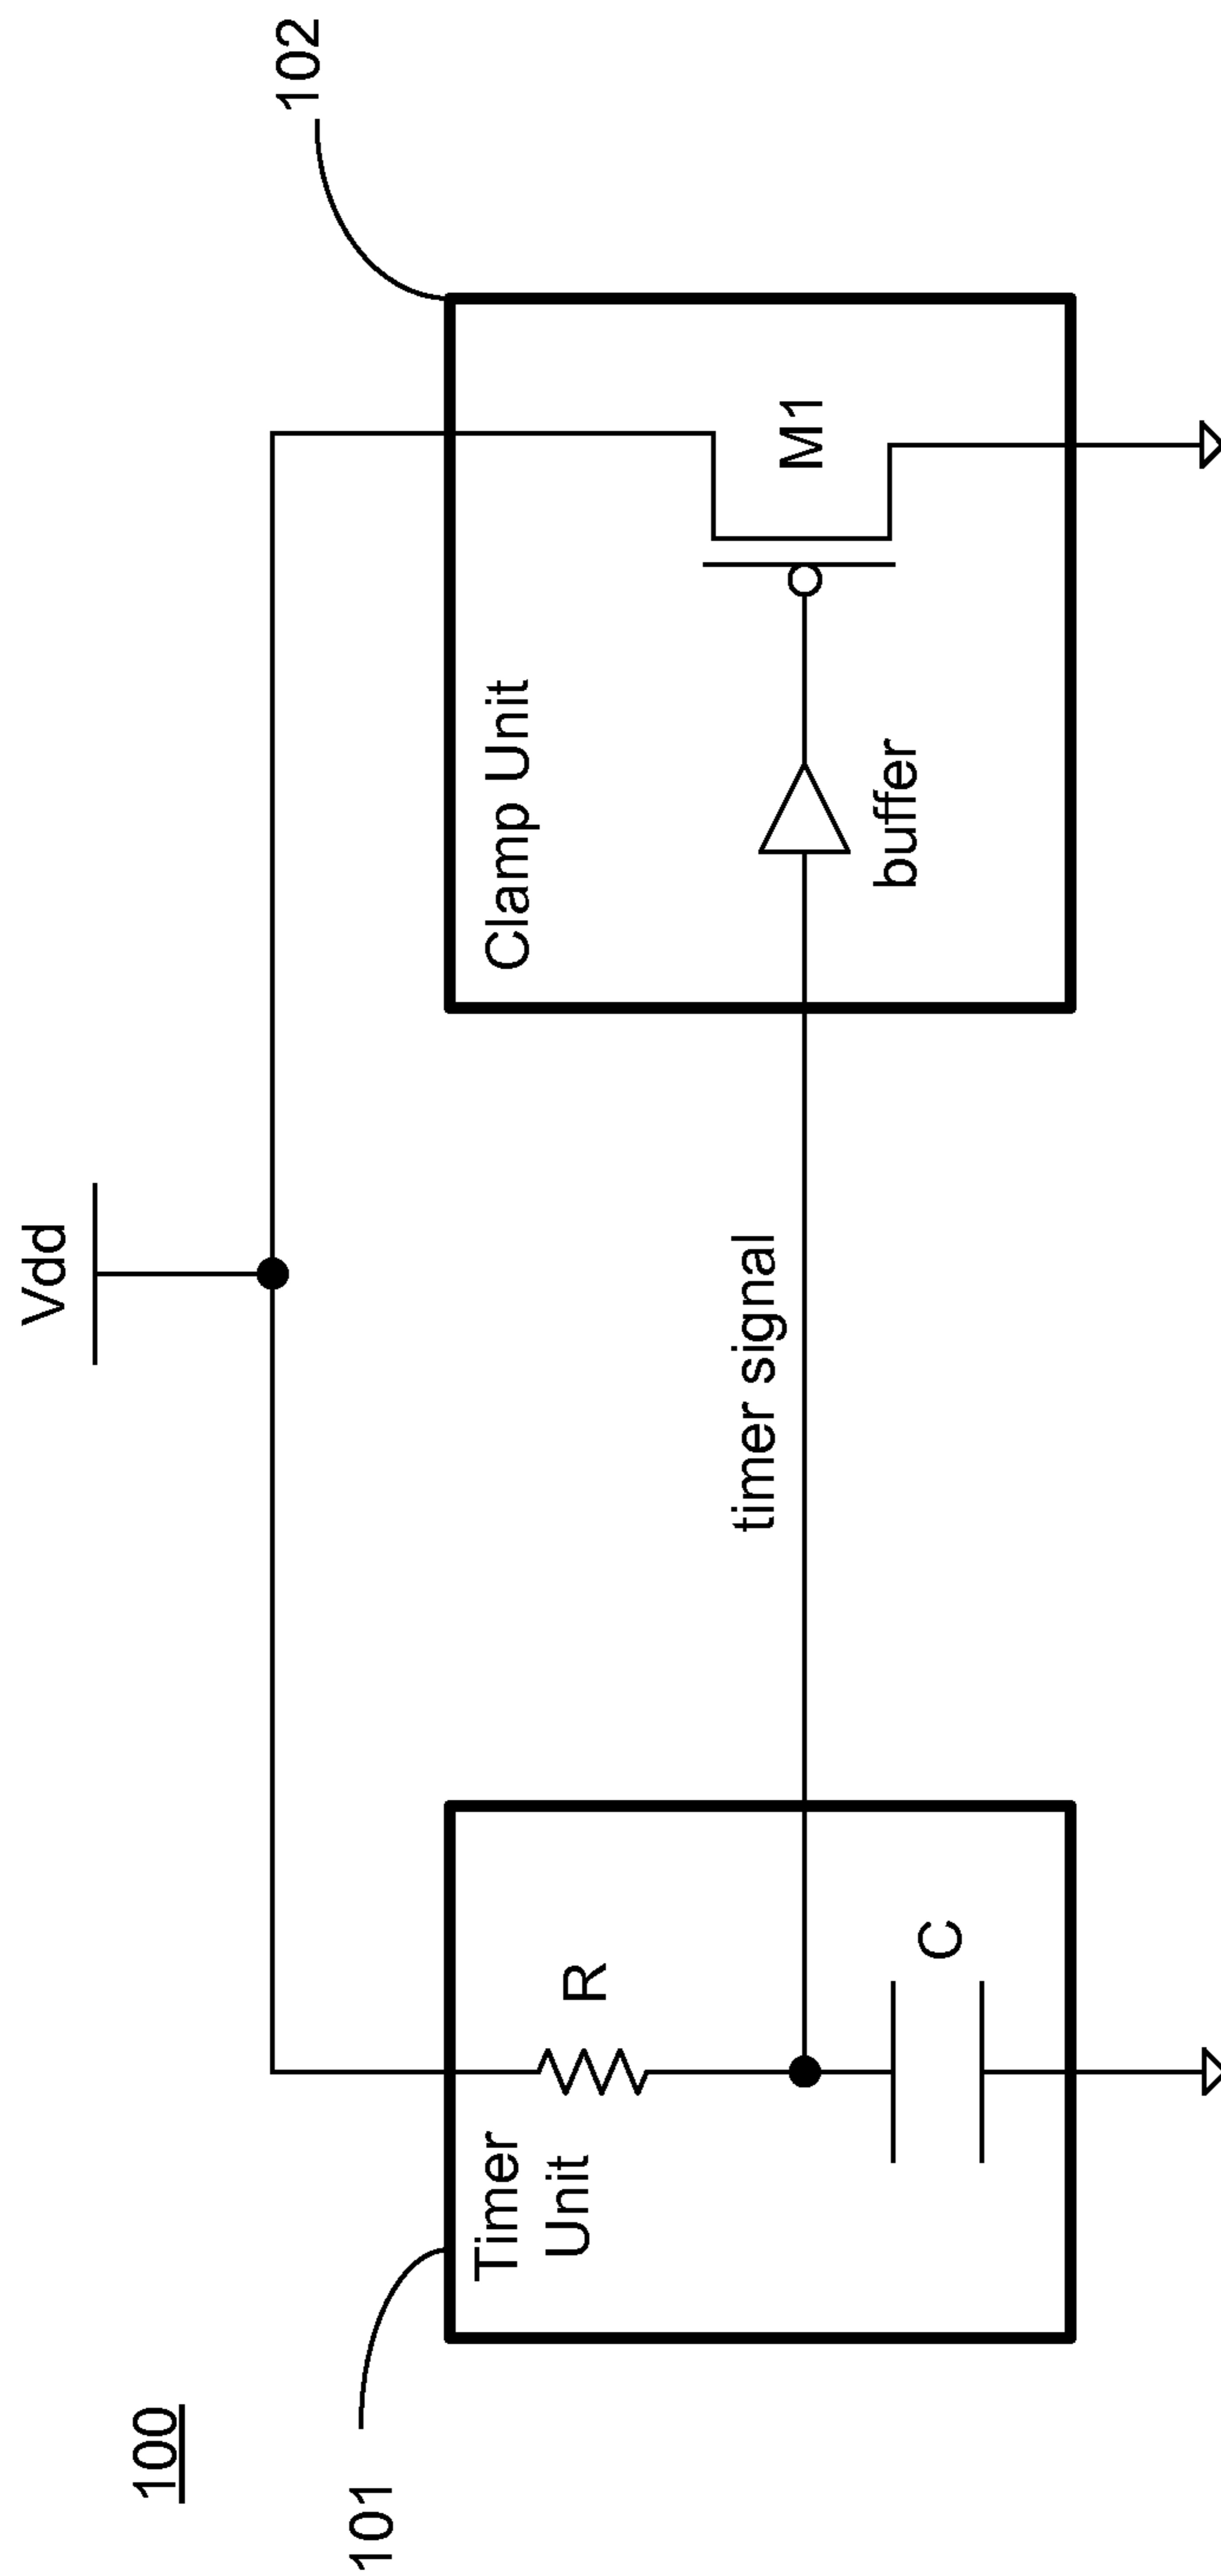 100
Vdd
101
102
Timer
Unit
R
C
timer signal
Clamp Unit
buffer
M1